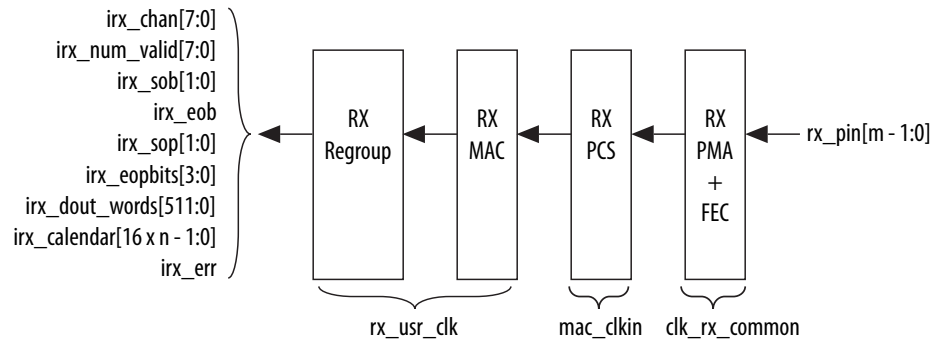 irx_chan[7:0]
irx_num_valid[7:0]
irx_sob[1:0]
irx_eob
irx_sop[1:0]
irx_eopbits[3:0]
irx_dout_words[511:0]
irx_calendar[16 x n - 1:0]
irx_err
RX
Regroup
RX
MAC
RX
PCS
RX
PMA
+
FEC
rx_pin[m - 1:0]
rx_usr_clk
mac_clkin
clk_rx_common